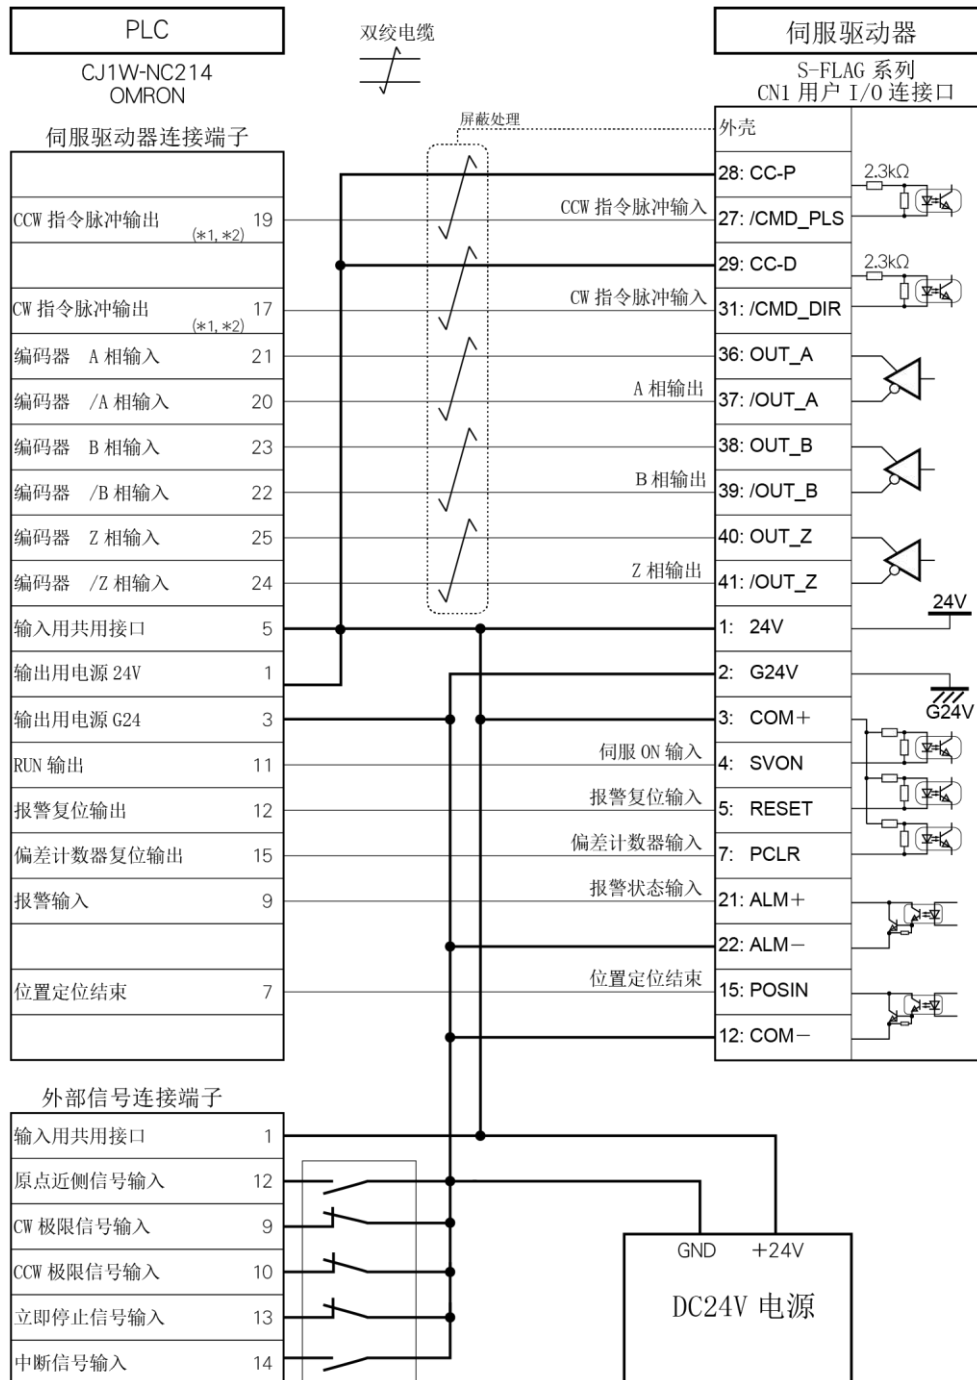 PLC
双绞电缆
伺服驱动器
CJ1W-NC214
OMRON
S-FLAG 系列
CN1 用户 I/O 连接口
伺服驱动器连接端子
屏蔽处理
外壳
28: CC-P
2.3kΩ
CCW 指令脉冲输出 19
(*1,*2)
CCW 指令脉冲输入
27: /CMD_PLS
29: CC-D
2.3kΩ
CW 指令脉冲输出 17
(*1,*2)
CW 指令脉冲输入
31: /CMD_DIR
编码器 A 相输入 21
36: OUT_A
A 相输出
编码器 /A 相输入 20
37: /OUT_A
编码器 B 相输入 23
38: OUT_B
B 相输出
编码器 /B 相输入 22
39: /OUT_B
编码器 Z 相输入 25
40: OUT_Z
Z 相输出
编码器 /Z 相输入 24
41: /OUT_Z
24V
输入用共用接口 5
1: 24V
输出用电源 24V 1
2: G24V
G24V
输出用电源 G24 3
3: COM+
RUN 输出 11
伺服 ON 输入
4: SVON
报警复位输出 12
报警复位输入
5: RESET
偏差计数器复位输出 15
偏差计数器输入
7: PCLR
报警输入 9
报警状态输入
21: ALM+
22: ALM−
位置定位结束 7
位置定位结束
15: POSIN
12: COM−
外部信号连接端子
输入用共用接口 1
原点近侧信号输入 12
CW 极限信号输入 9
CCW 极限信号输入 10
立即停止信号输入 13
中断信号输入 14
GND +24V
DC24V 电源